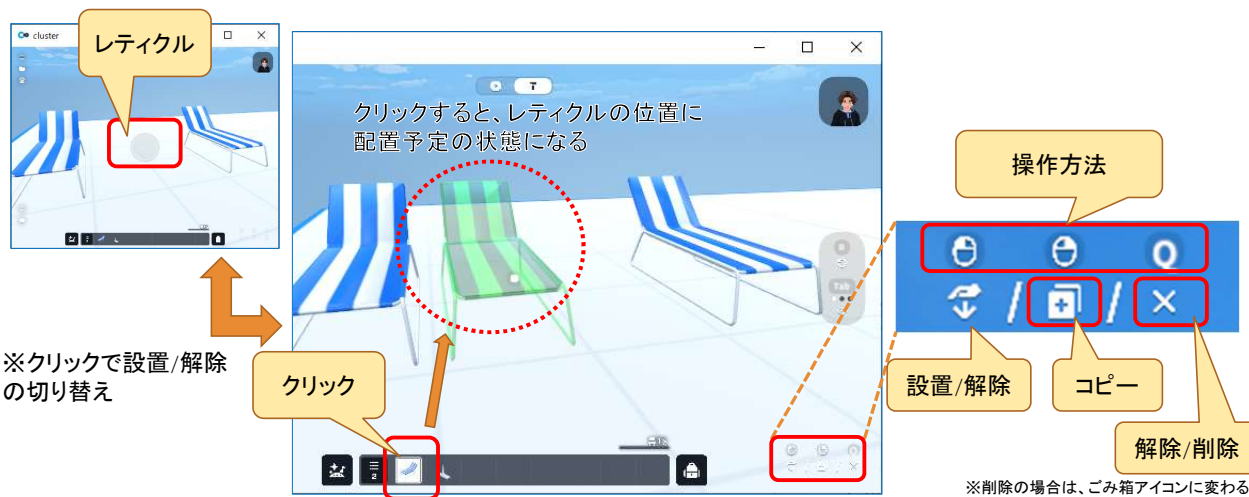 cluster
レティクル
T
クリックすると、レティクルの位置に
配置予定の状態になる
操作方法
Q
Tab
※クリックで設置/解除
の切り替え
クリック
設置/解除
コピー
解除/削除
2
※削除の場合は、ごみ箱アイコンに変わる